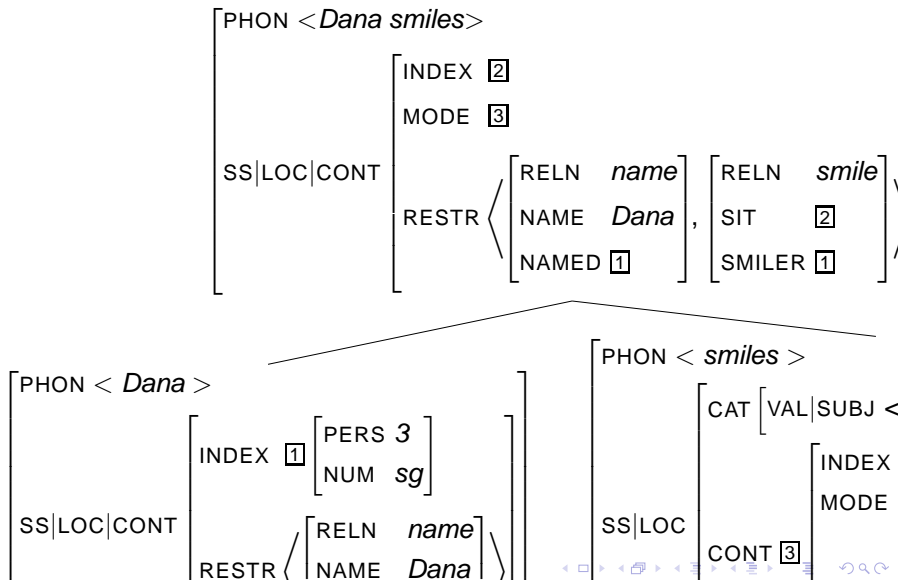 PHON <Dana smiles>
INDEX 2
MODE 3
SS|LOC|CONT
RELN name
RELN smile
RESTR
NAME Dana ,
SIT 2
NAMED 1
SMILER 1
PHON < Dana >
INDEX 1
PERS 3
NUM sg
SS|LOC|CONT
RELN name
RESTR
NAME Dana
PHON < smiles >
CAT VAL|SUBJ <
INDEX
MODE
SS|LOC
CONT 3